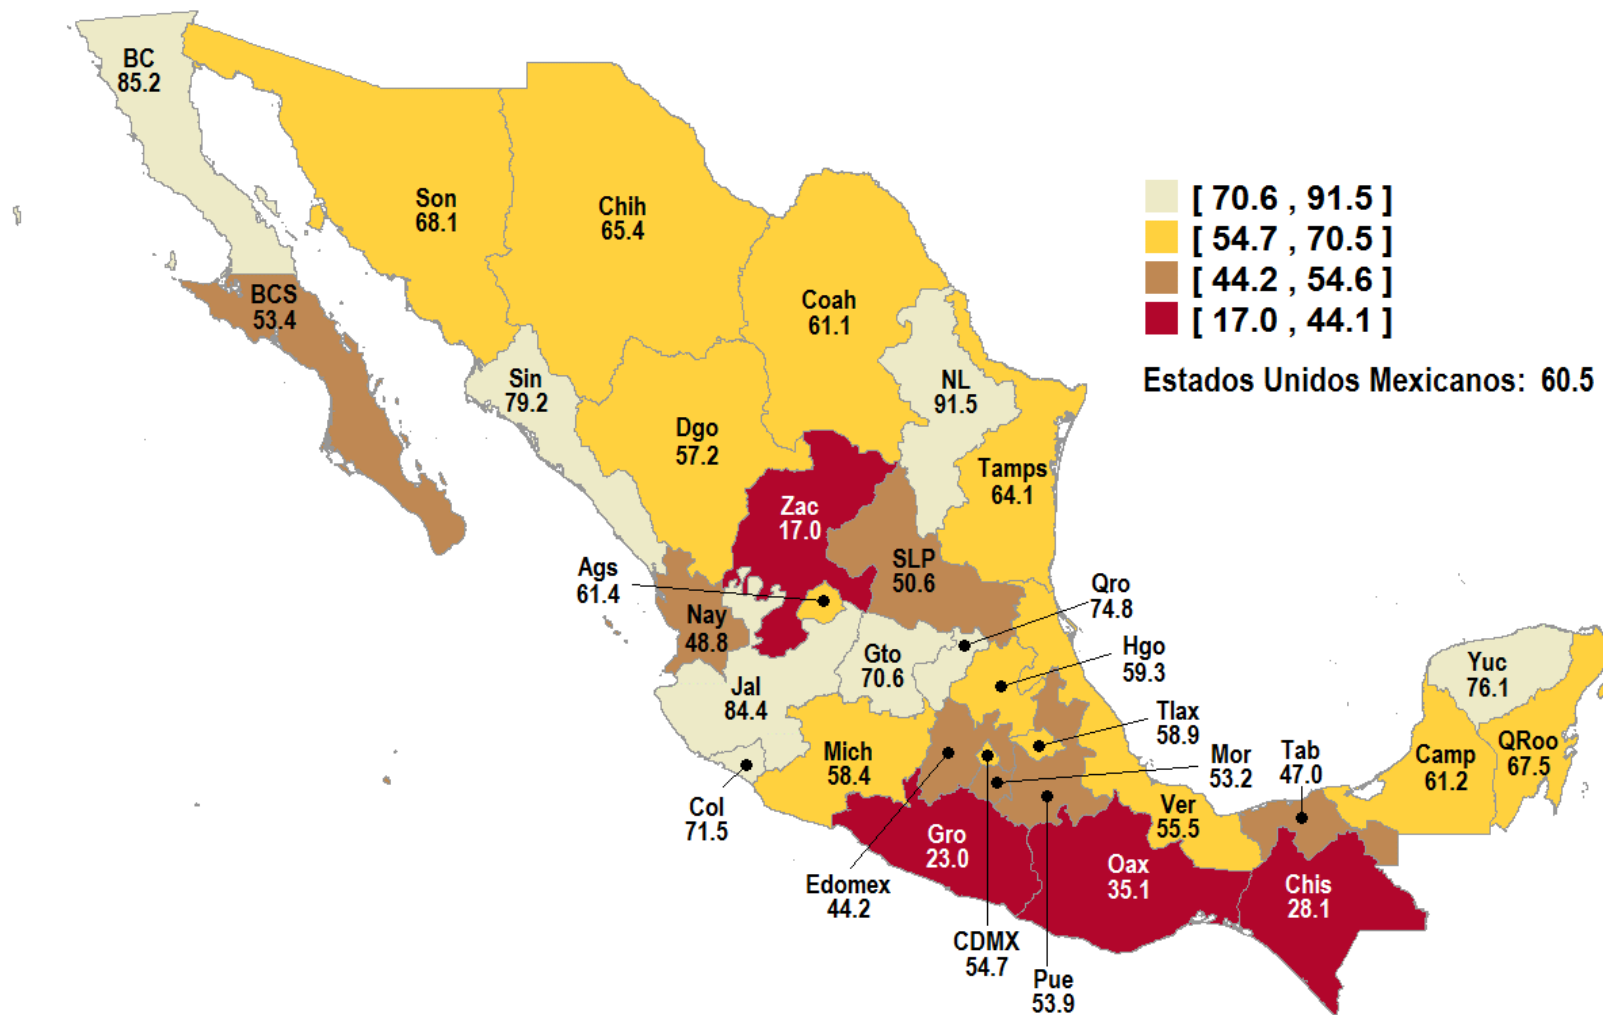 BC
85.2
Son
68.1
Chih
65.4
[ 70.6 , 91.5 ]
[ 54.7 , 70.5 ]
[ 44.2 , 54.6 ]
[ 17.0 , 44.1 ]
Estados Unidos Mexicanos: 60.5
BCS
53.4
Coah
61.1
Sin
79.2
NL
91.5
Dgo
57.2
Tamps
64.1
Zac
17.0
SLP
50.6
Ags
61.4
Qro
74.8
Nay
48.8
Gto
70.6
Hgo
59.3
Yuc
76.1
Jal
84.4
Tlax
58.9
Mich
58.4
Mor
53.2
Tab
47.0
Camp
61.2
QRoo
67.5
Col
71.5
Ver
55.5
Gro
23.0
Oax
35.1
Chis
28.1
Edomex
44.2
CDMX
54.7
Pue
53.9